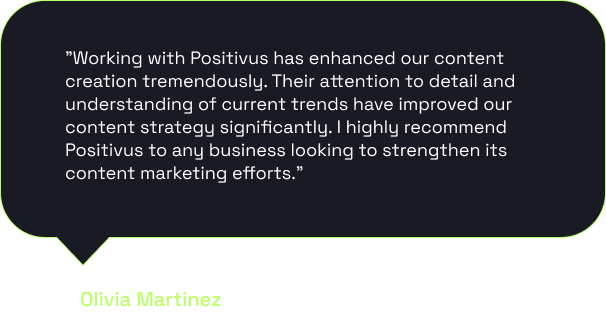 "Working with Positivus has enhanced our content
creation tremendously. Their attention to detail and
understanding of current trends have improved our
content strategy significantly. I highly recommend
Positivus to any business looking to strengthen its
content marketing efforts."
Olivia Martinez